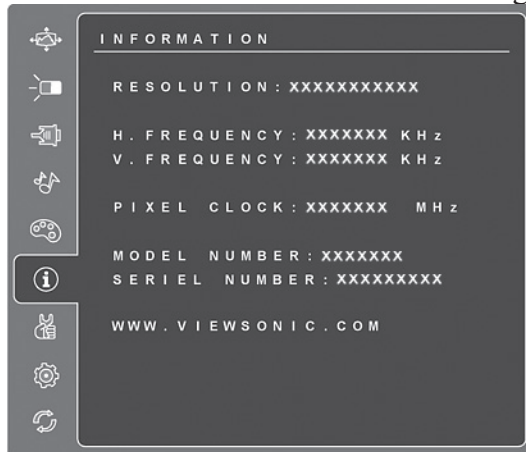 INFORMATION
RESOLUTION: XXXXXXXXXXX
H. FREQUENCY: XXXXXXX KHz
V. FREQUENCY: XXXXXXX KHz
PIXEL CLOCK: XXXXXXX MHz
MODEL NUMBER: XXXXXXX
SERIEL NUMBER: XXXXXXXXX
WWW.VIEWSONIC.COM